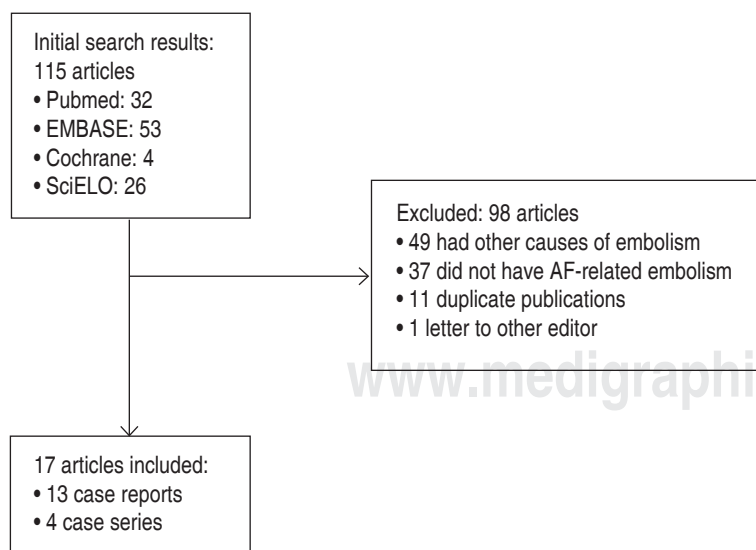 Initial search results:
115 articles
• Pubmed: 32
• EMBASE: 53
• Cochrane: 4
• SciELO: 26
Excluded: 98 articles
• 49 had other causes of embolism
• 37 did not have AF-related embolism
• 11 duplicate publications
• 1 letter to other editor
www.medigraphi
17 articles included:
• 13 case reports
• 4 case series